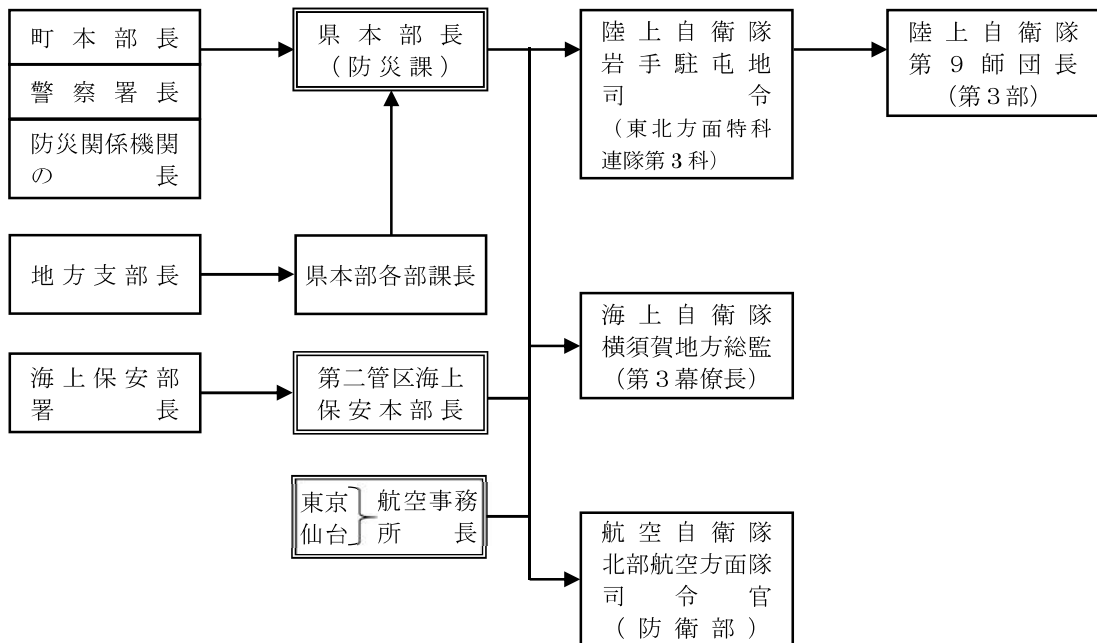 町本部長
警察署長
防災関係機関
の長
県本部長
（防災課）
陸上自衛隊
岩手駐屯地
司令
（東北方面特科
連隊第３科）
陸上自衛隊
第９師団長
（第３部）
地方支部長
県本部各部課長
海上自衛隊
横須賀地方総監
（第３幕僚長）
海上保安部
署長
第二管区海上
保安本部長
東京
仙台
航空事務
所長
航空自衛隊
北部航空方面隊
司令官
（防衛部）